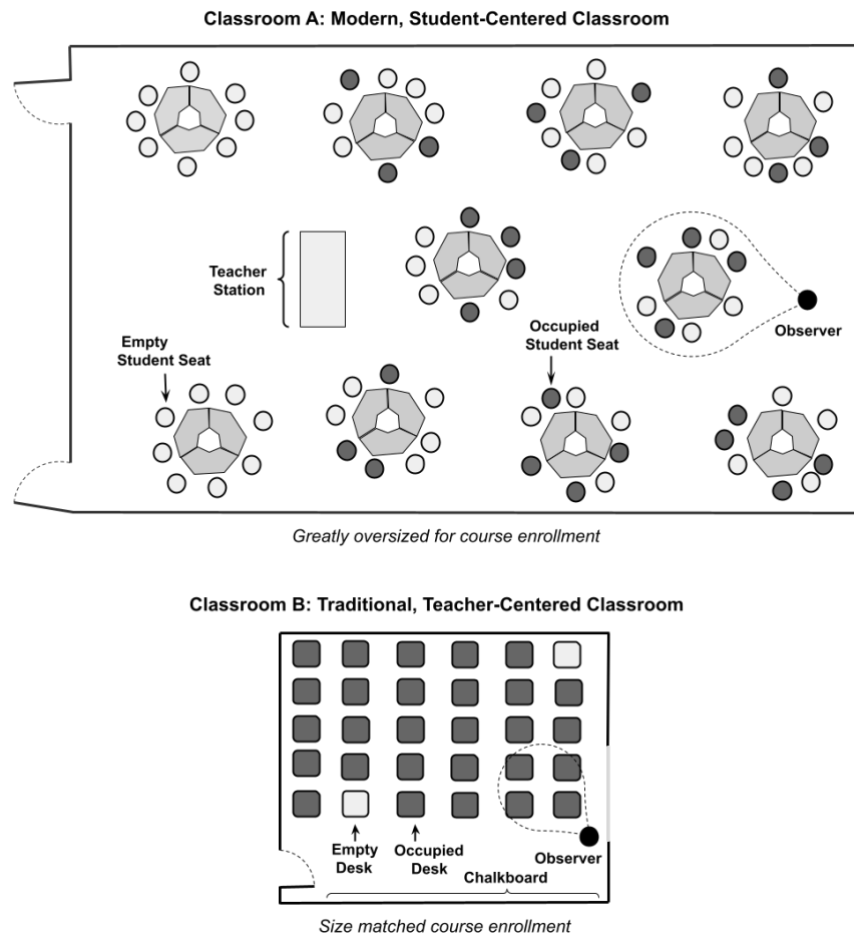 Classroom A: Modern, Student-Centered Classroom
Teacher
Station
Observer
Empty
Student Seat
Occupied
Student Seat
Greatly oversized for course enrollment
Classroom B: Traditional, Teacher-Centered Classroom
Empty
Desk
Occupied
Desk
Observer
Chalkboard
Size matched course enrollment